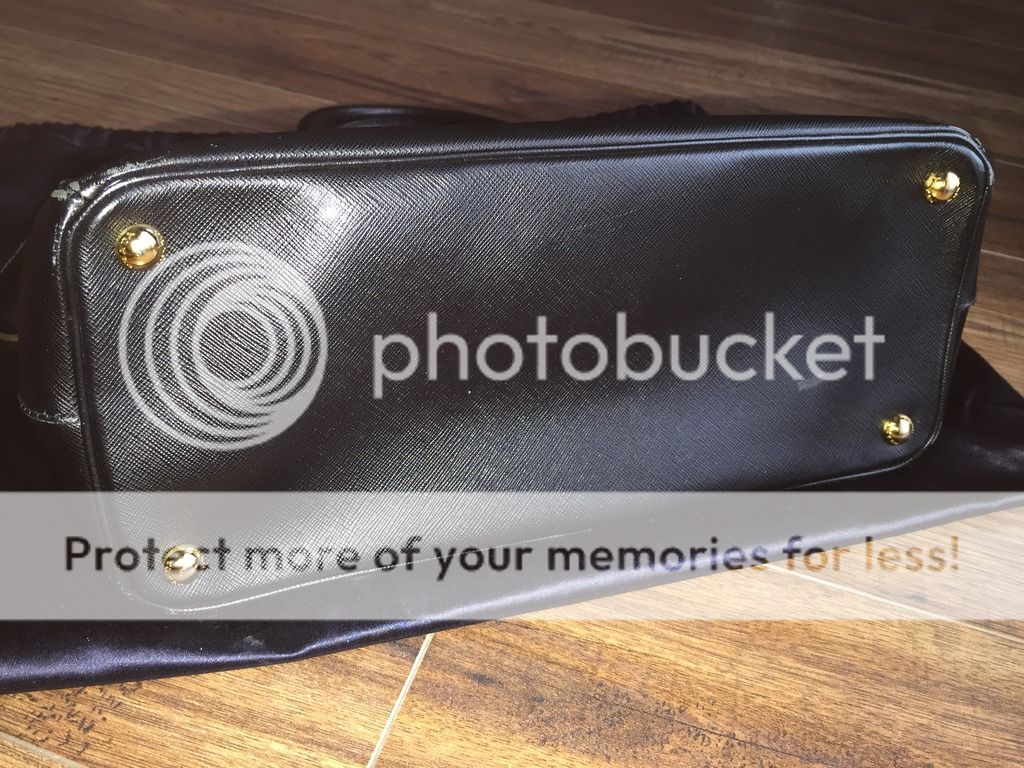 photobucket
Protect more of your memories for less!